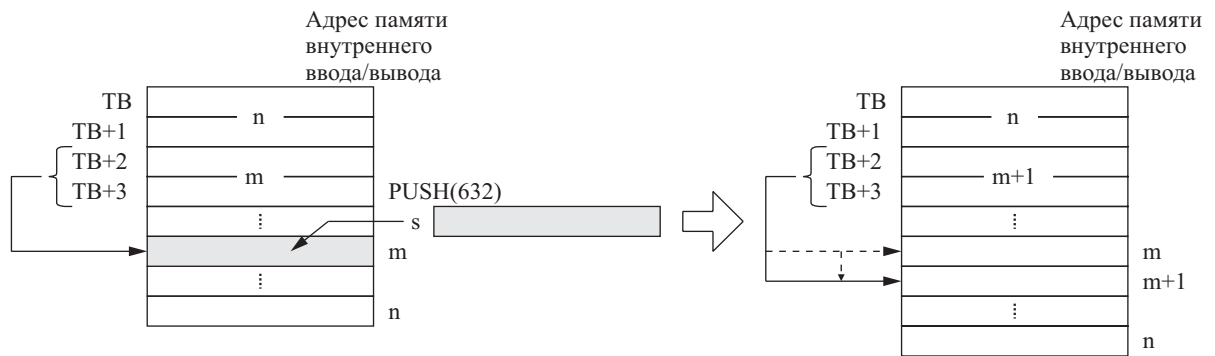 Адрес памяти
внутреннего
ввода/вывода
TB
n
TB+1
TB+2
m
TB+3
PUSH(632)
s
m
n
Адрес памяти
внутреннего
ввода/вывода
TB
n
TB+1
TB+2
m+1
TB+3
m
m+1
n